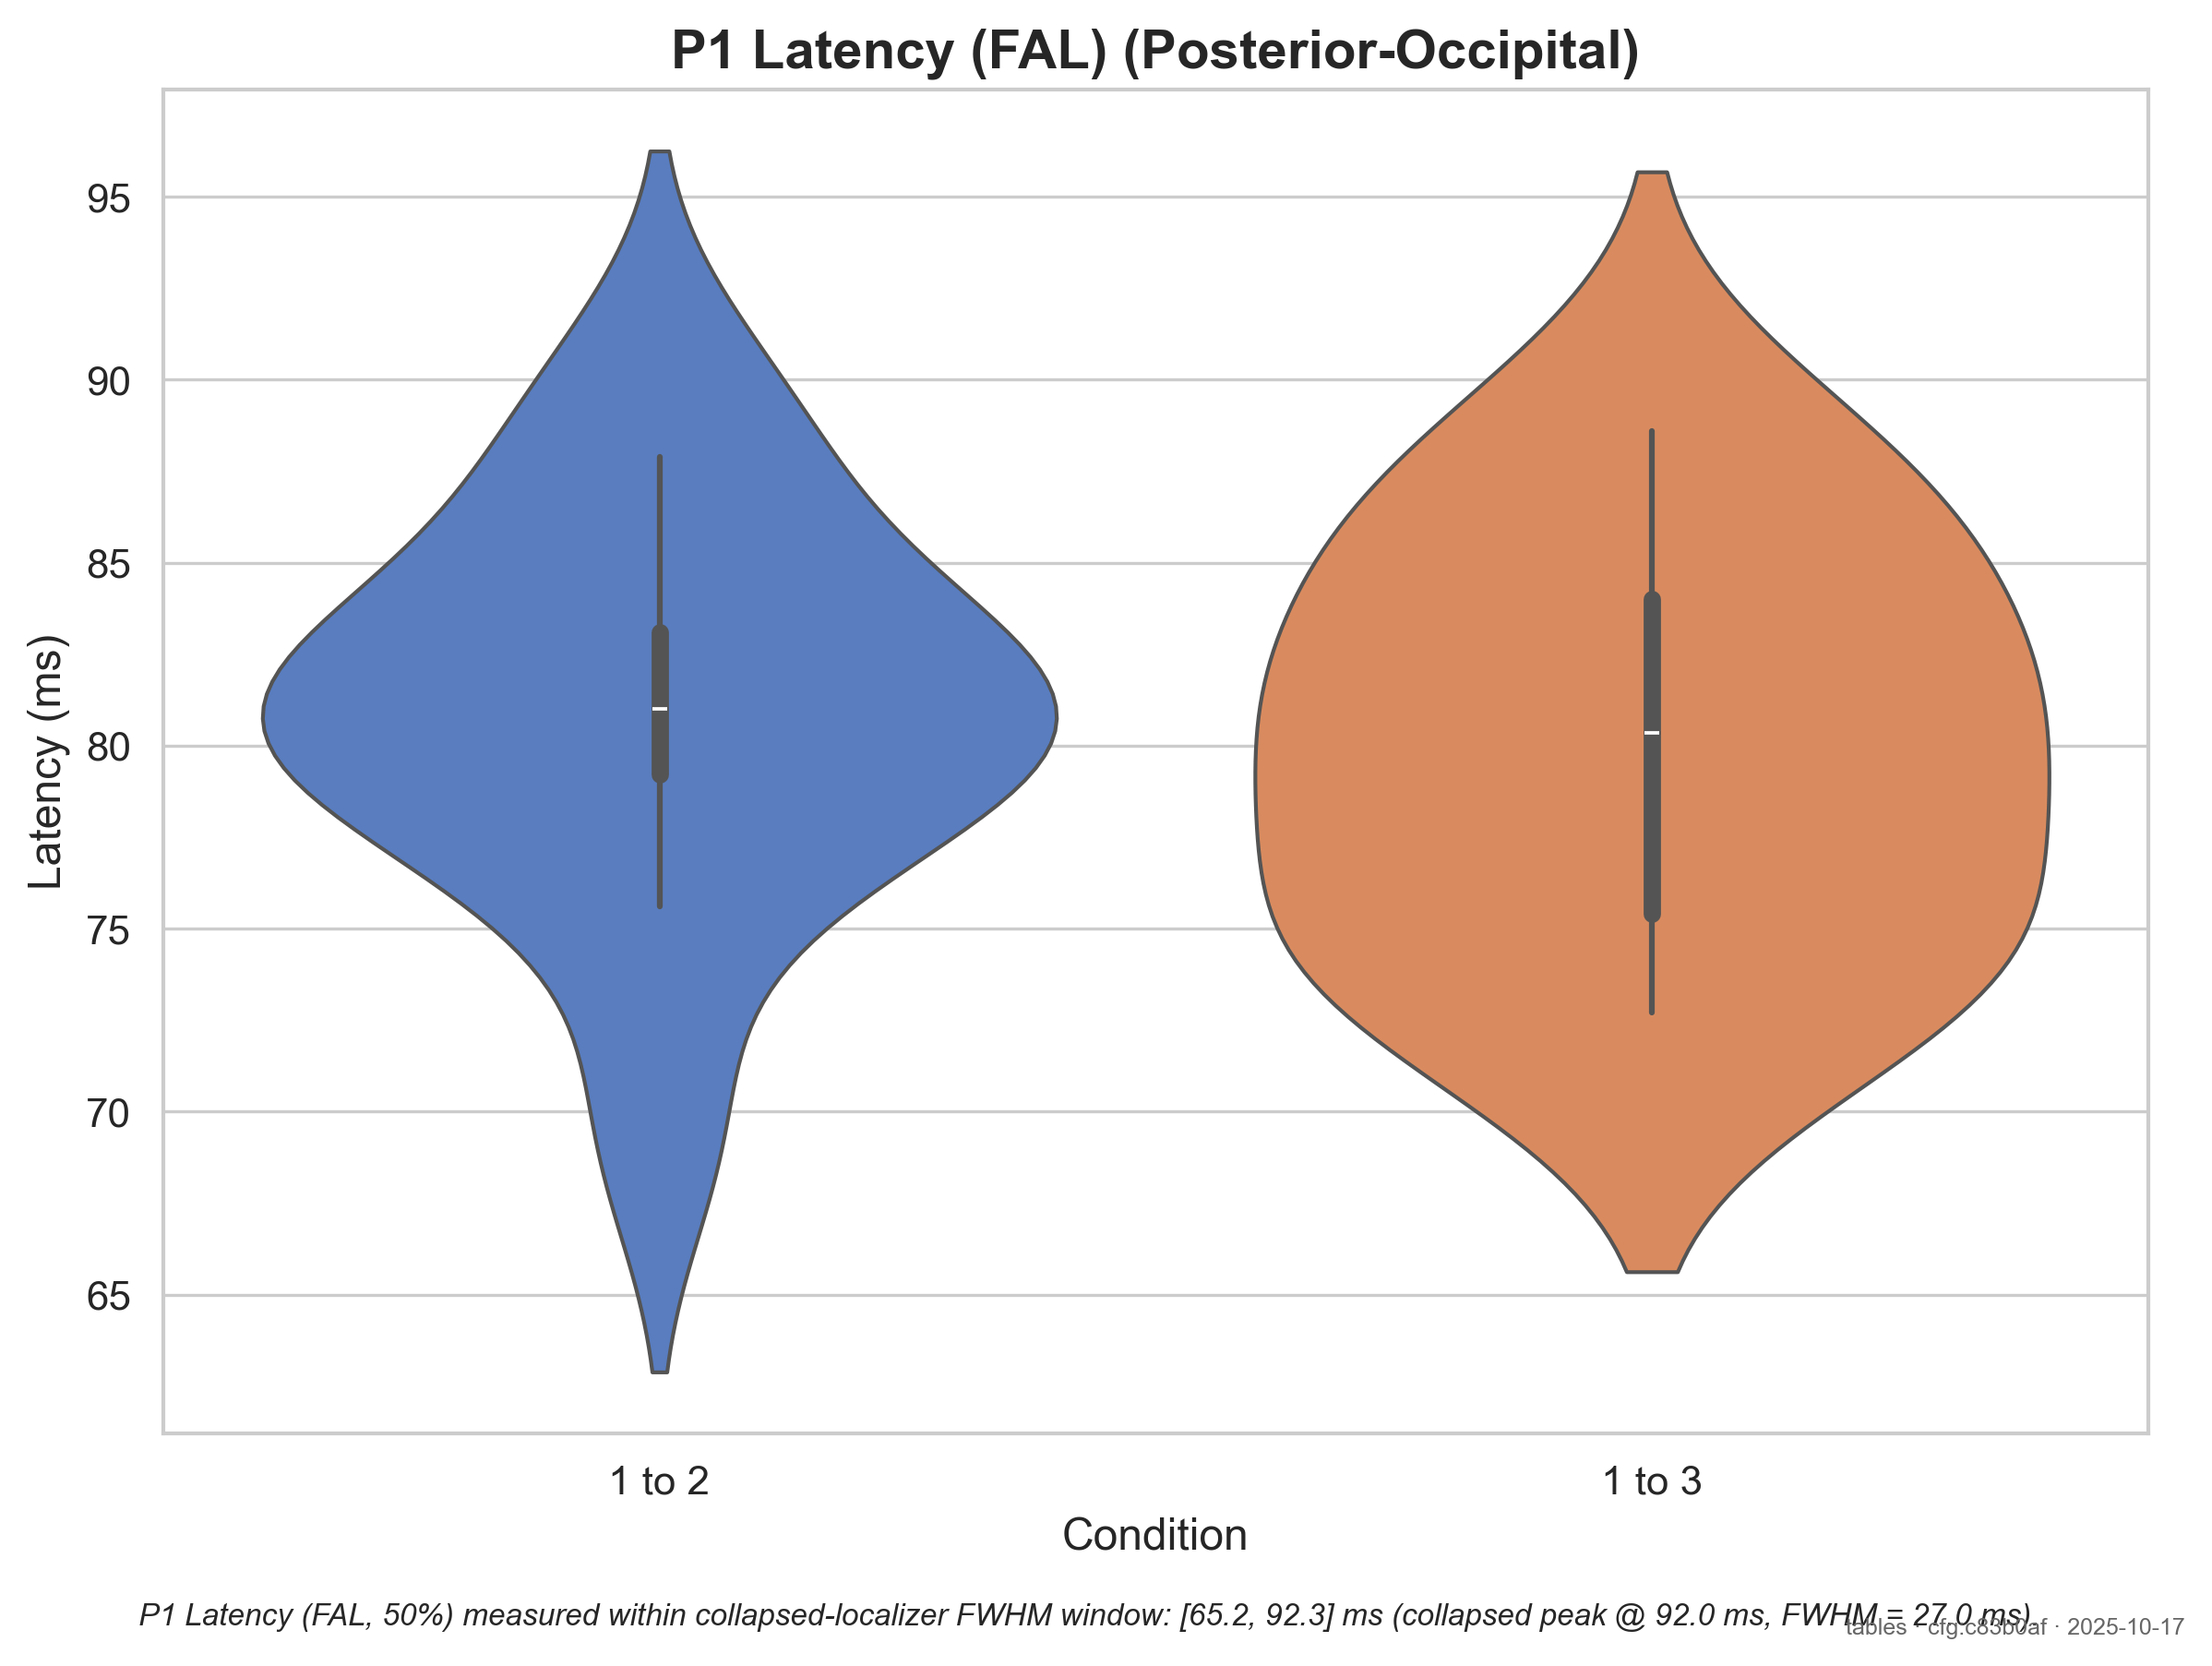 P1 Latency (FAL) (Posterior-Occipital)
Latency (ms)
95
90
85
80
75
70
65
1 to 2
1 to 3
Condition
P1 Latency (FAL, 50%) measured within collapsed-localizer FWHM window: [65.2, 92.3] ms (collapsed peak @ 92.0 ms, FWHM = 27.0 ms).
tables · cfg:c83b0af · 2025-10-17